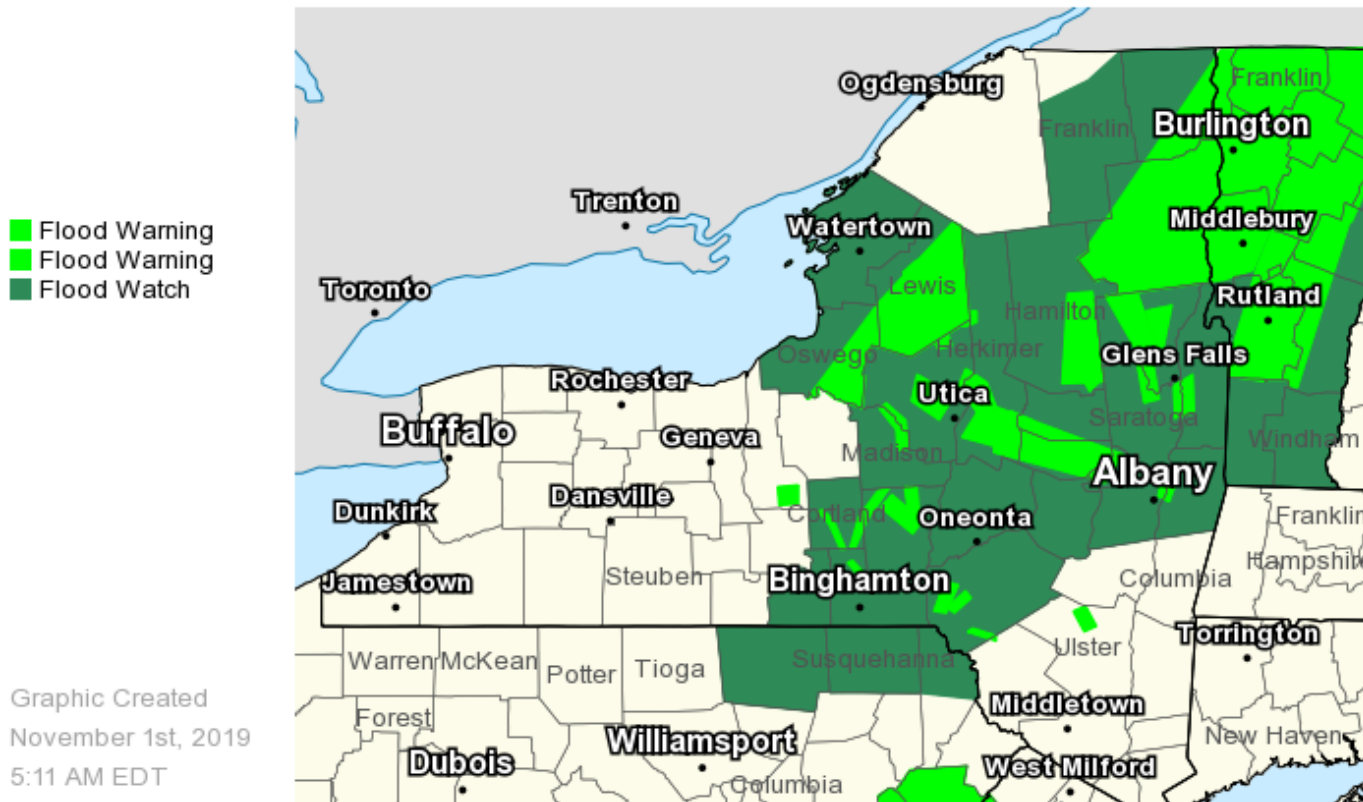 Ogdensburg
Franklin
Franklin
Burlington
Trenton
Watertown
Middlebury
Flood Warning
Flood Warning
Flood Watch
Toronto
Lewis
Hamilton
Rutland
Oswego
Herkimer
Glens Falls
Rochester
Utica
Saratoga
Buffalo
Geneva
Madison
Windham
Albany
Dansville
Dunkirk
Cortland
Oneonta
Franklin
Jamestown
Steuben
Binghamton
Columbia
Hampshire
Ulster
Torrington
Warren
McKean
Potter
Tioga
Susquehanna
Graphic Created
November 1st, 2019
5:11 AM EDT
Forest
Middletown
Williamsport
New Haven
Dubois
Columbia
West Milford